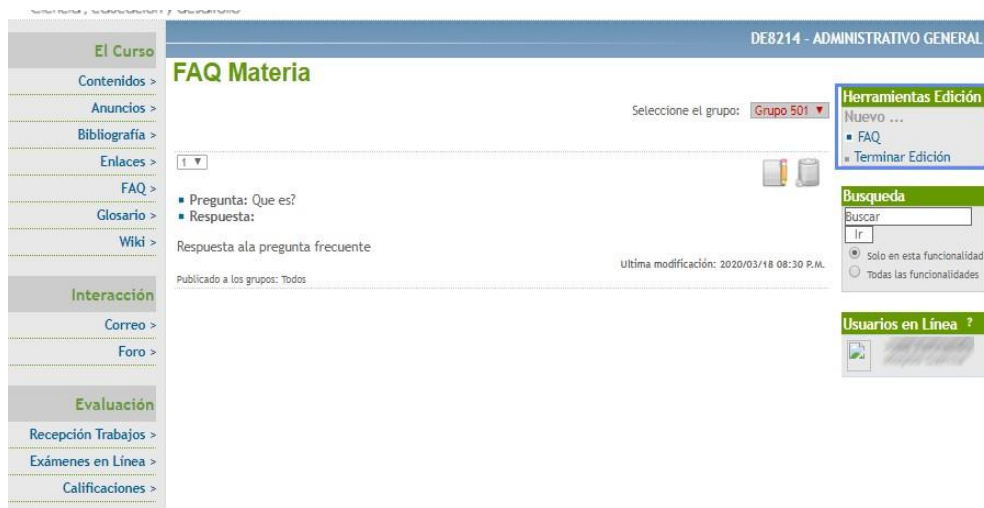 DE8214 - ADMINISTRATIVO GENERAL
El Curso
Contenidos >
Anuncios >
Bibliografía >
Enlaces >
FAQ >
Glosario >
Wiki >
Interacción
Correo >
Foro >
Evaluación
Recepción Trabajos >
Exámenes en Línea >
Calificaciones >
FAQ Materia
Seleccione el grupo: Grupo 501 ▼
1 ▼
▪ Pregunta: Que es?
▪ Respuesta:
Respuesta ala pregunta frecuente
Ultima modificación: 2020/03/18 08:30 P.M.
Publicado a los grupos: Todos
Herramientas Edición
Nuevo ...
▪ FAQ
▪ Terminar Edición
Busqueda
Buscar
Ir
Solo en esta funcionalidad
Todas las funcionalidades
Usuarios en Línea ?